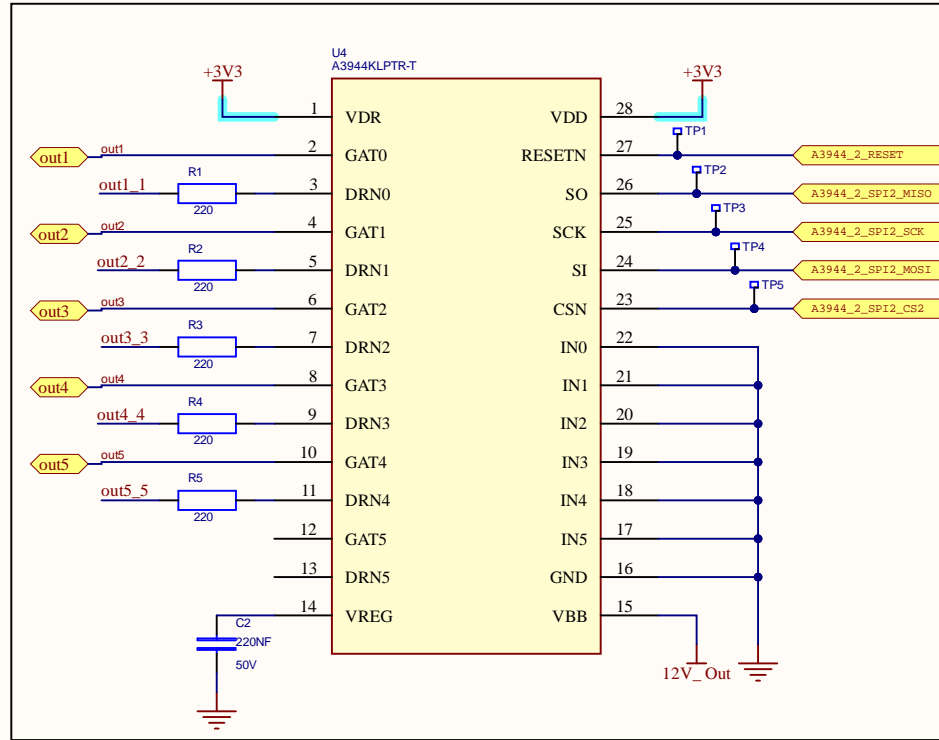 U4
A3944KLPTR-T
+3V3
+3V3
1 VDR VDD 28
TP1
out1 out1 2 GAT0 RESETN 27 A3944_2_RESET
R1
TP2
out1_1 220 3 DRN0 SO 26 A3944_2_SPI2_MISO
TP3
out2 out2 4 GAT1 SCK 25 A3944_2_SPI2_SCK
R2
TP4
out2_2 220 5 DRN1 SI 24 A3944_2_SPI2_MOSI
TP5
out3 out3 6 GAT2 CSN 23 A3944_2_SPI2_CS2
R3
out3_3 220 7 DRN2 IN0 22
out4 out4 8 GAT3 IN1 21
R4
out4_4 220 9 DRN3 IN2 20
out5 out5 10 GAT4 IN3 19
R5
out5_5 220 11 DRN4 IN4 18
12 GAT5 IN5 17
13 DRN5 GND 16
14 VREG VBB 15
C2
220NF
50V
12V_Out